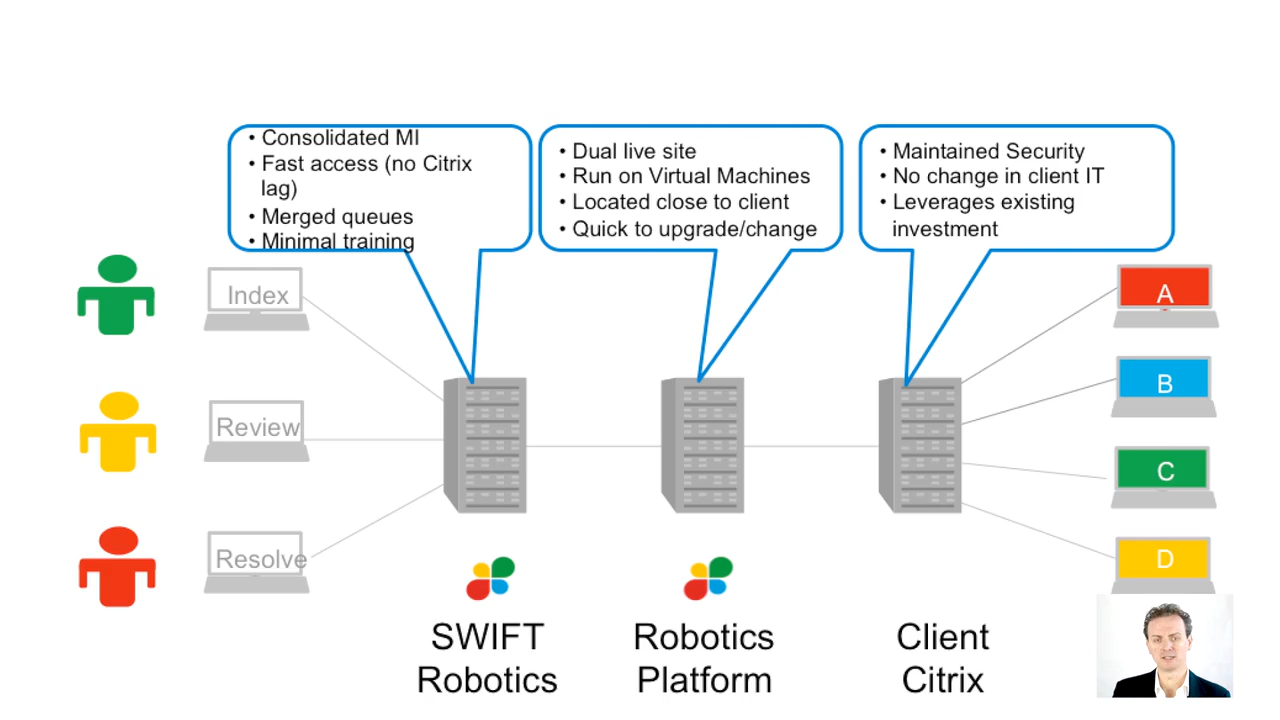 • Consolidated MI
• Fast access (no Citrix
lag)
• Merged queues
• Minimal training
• Dual live site
• Run on Virtual Machines
• Located close to client
• Quick to upgrade/change
• Maintained Security
• No change in client IT
• Leverages existing
investment
Index
Review
Resolve
A
B
C
D
SWIFT
Robotics
Robotics
Platform
Client
Citrix